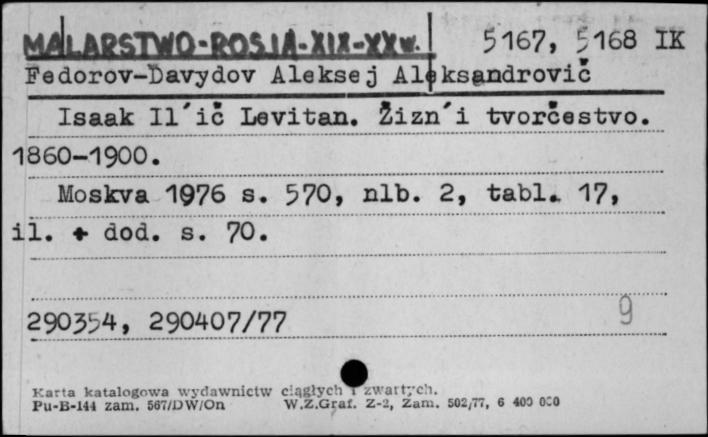 MALARSTWO-ROSJA-XIX-XXw. 5167, 5168 IK
Fedorov-Davydov Aleksej Aleksandrovič
Isaak Il´ič Levitan. Žizn´i tvorčestvo.
1860-1900.
Moskva 1976 s. 570, nlb. 2, tabl. 17,
il. + dod. s. 70.
290354, 290407/77 9
Karta katalogowa wydawnictw ciągłych i zwartych.
Pu-B-144 zam. 567/DW/On W.Z.Graf. Z-2, Zam. 502/77, 6 400 000